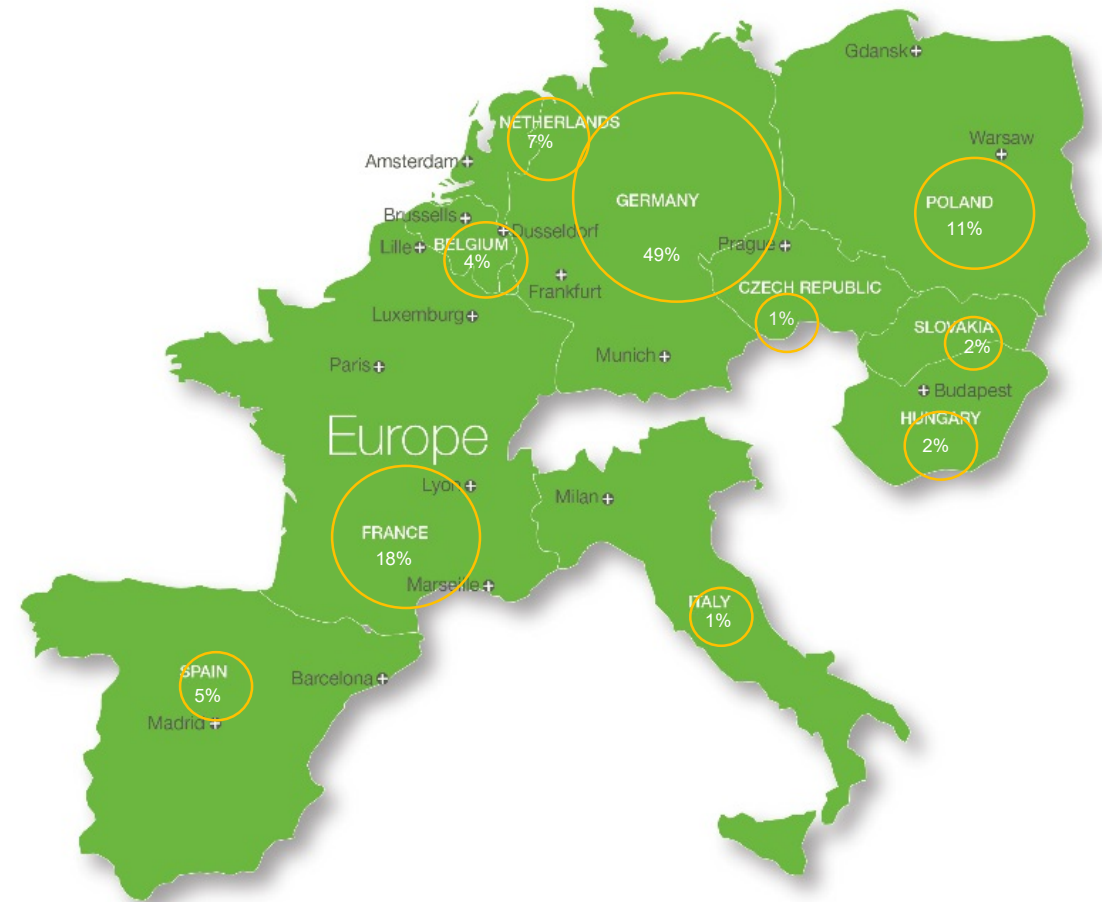 Gdansk
NETHERLANDS
7%
Warsaw
Amsterdam
GERMANY
49%
POLAND
11%
Brussells
Dusseldorf
Lille
BELGIUM
4%
Prague
Frankfurt
CZECH REPUBLIC
1%
Luxemburg
SLOVAKIA
2%
Munich
Paris
Budapest
HUNGARY
2%
Europe
Lyon
Milan
FRANCE
18%
Marseille
ITALY
1%
SPAIN
5%
Barcelona
Madrid